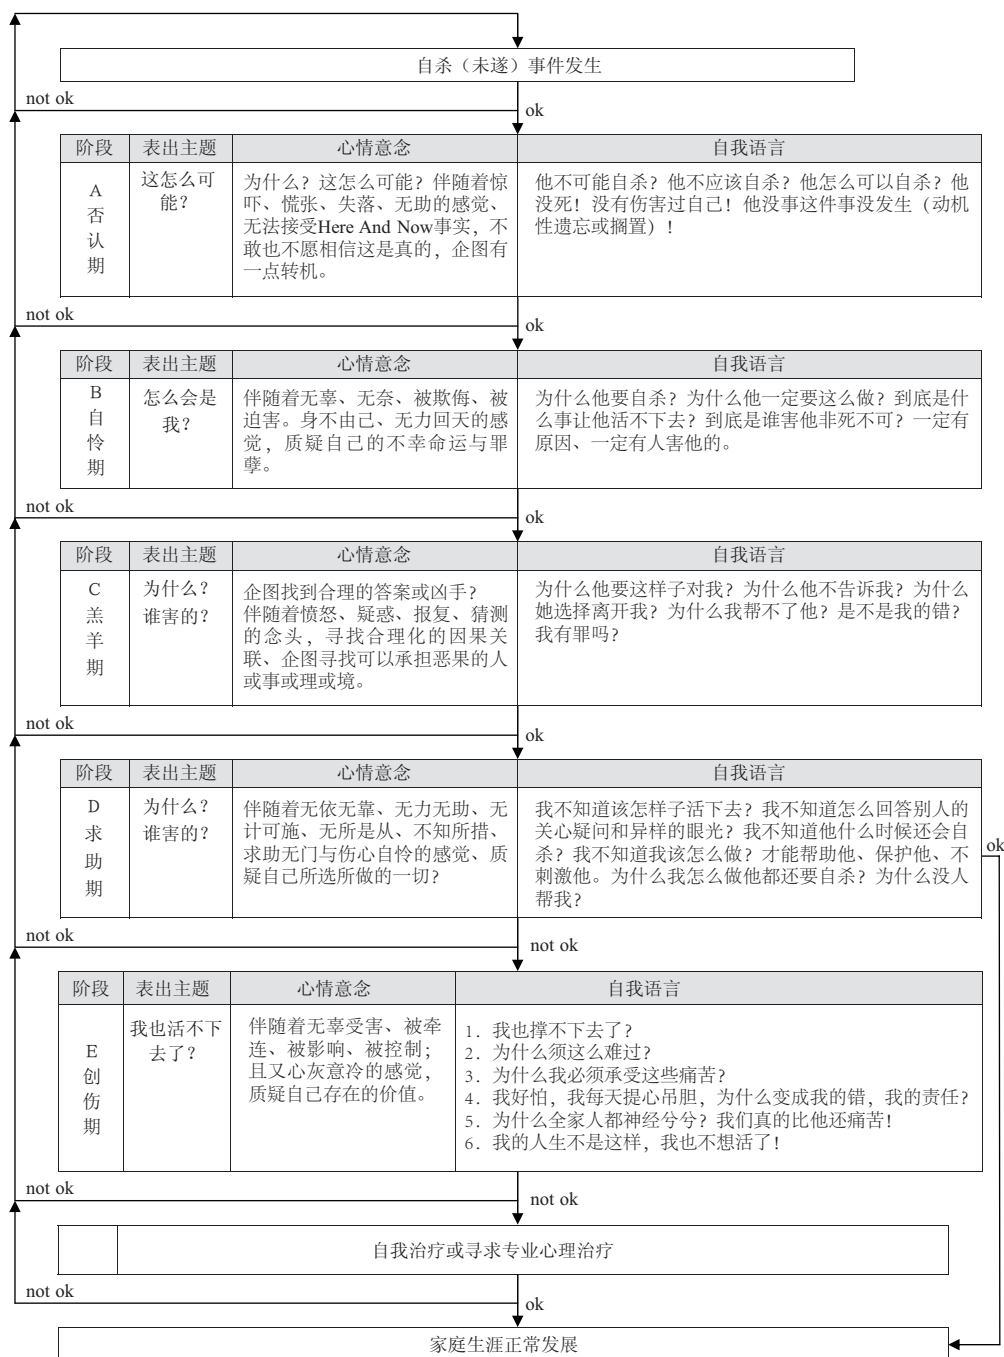 自杀（未遂）事件发生
not ok
ok
阶段 表出主题 心情意念 自我语言
A
否
认
期
这怎么可
能？
为什么？这怎么可能？伴随着惊
吓、慌张、失落、无助的感觉、
无法接受Here And Now事实，不
敢也不愿相信这是真的，企图有
一点转机。
他不可能自杀？他不应该自杀？他怎么可以自杀？他
没死！没有伤害过自己！他没事这件事没发生（动机
性遗忘或搁置）！
not ok
ok
阶段 表出主题 心情意念 自我语言
B
自
怜
期
怎么会是
我？
伴随着无辜、无奈、被欺侮、被
迫害。身不由己、无力回天的感
觉，质疑自己的不幸命运与罪
孽。
为什么他要自杀？为什么他一定要这么做？到底是什
么事让他活不下去？到底是谁害他非死不可？一定有
原因、一定有人害他的。
not ok
ok
阶段 表出主题 心情意念 自我语言
C
羔
羊
期
为什么？
谁害的？
企图找到合理的答案或凶手？
伴随着愤怒、疑惑、报复、猜测
的念头，寻找合理化的因果关
联、企图寻找可以承担恶果的人
或事或理或境。
为什么他要这样子对我？为什么他不告诉我？为什么
她选择离开我？为什么我帮不了他？是不是我的错？
我有罪吗？
not ok
ok
阶段 表出主题 心情意念 自我语言
D
求
助
期
为什么？
谁害的？
伴随着无依无靠、无力无助、无
计可施、无所是从、不知所措、
求助无门与伤心自怜的感觉、质
疑自己所选所做的一切？
我不知道该怎样子活下去？我不知道怎么回答别人的
关心疑问和异样的眼光？我不知道他什么时候还会自
杀？我不知道我该怎么做？才能帮助他、保护他、不
刺激他。为什么我怎么做他都还要自杀？为什么没人
帮我？
ok
not ok
not ok
阶段 表出主题 心情意念 自我语言
E
创
伤
期
我也活不下
去了？
伴随着无辜受害、被牵
连、被影响、被控制；
且又心灰意冷的感觉，
质疑自己存在的价值。
1. 我也撑不下去了？
2. 为什么须这么难过？
3. 为什么我必须承受这些痛苦？
4. 我好怕，我每天提心吊胆，为什么变成我的错，我的责任？
5. 为什么全家人都神经兮兮？我们真的比他还痛苦！
6. 我的人生不是这样，我也不想活了！
not ok
not ok
自我治疗或寻求专业心理治疗
not ok
ok
家庭生涯正常发展